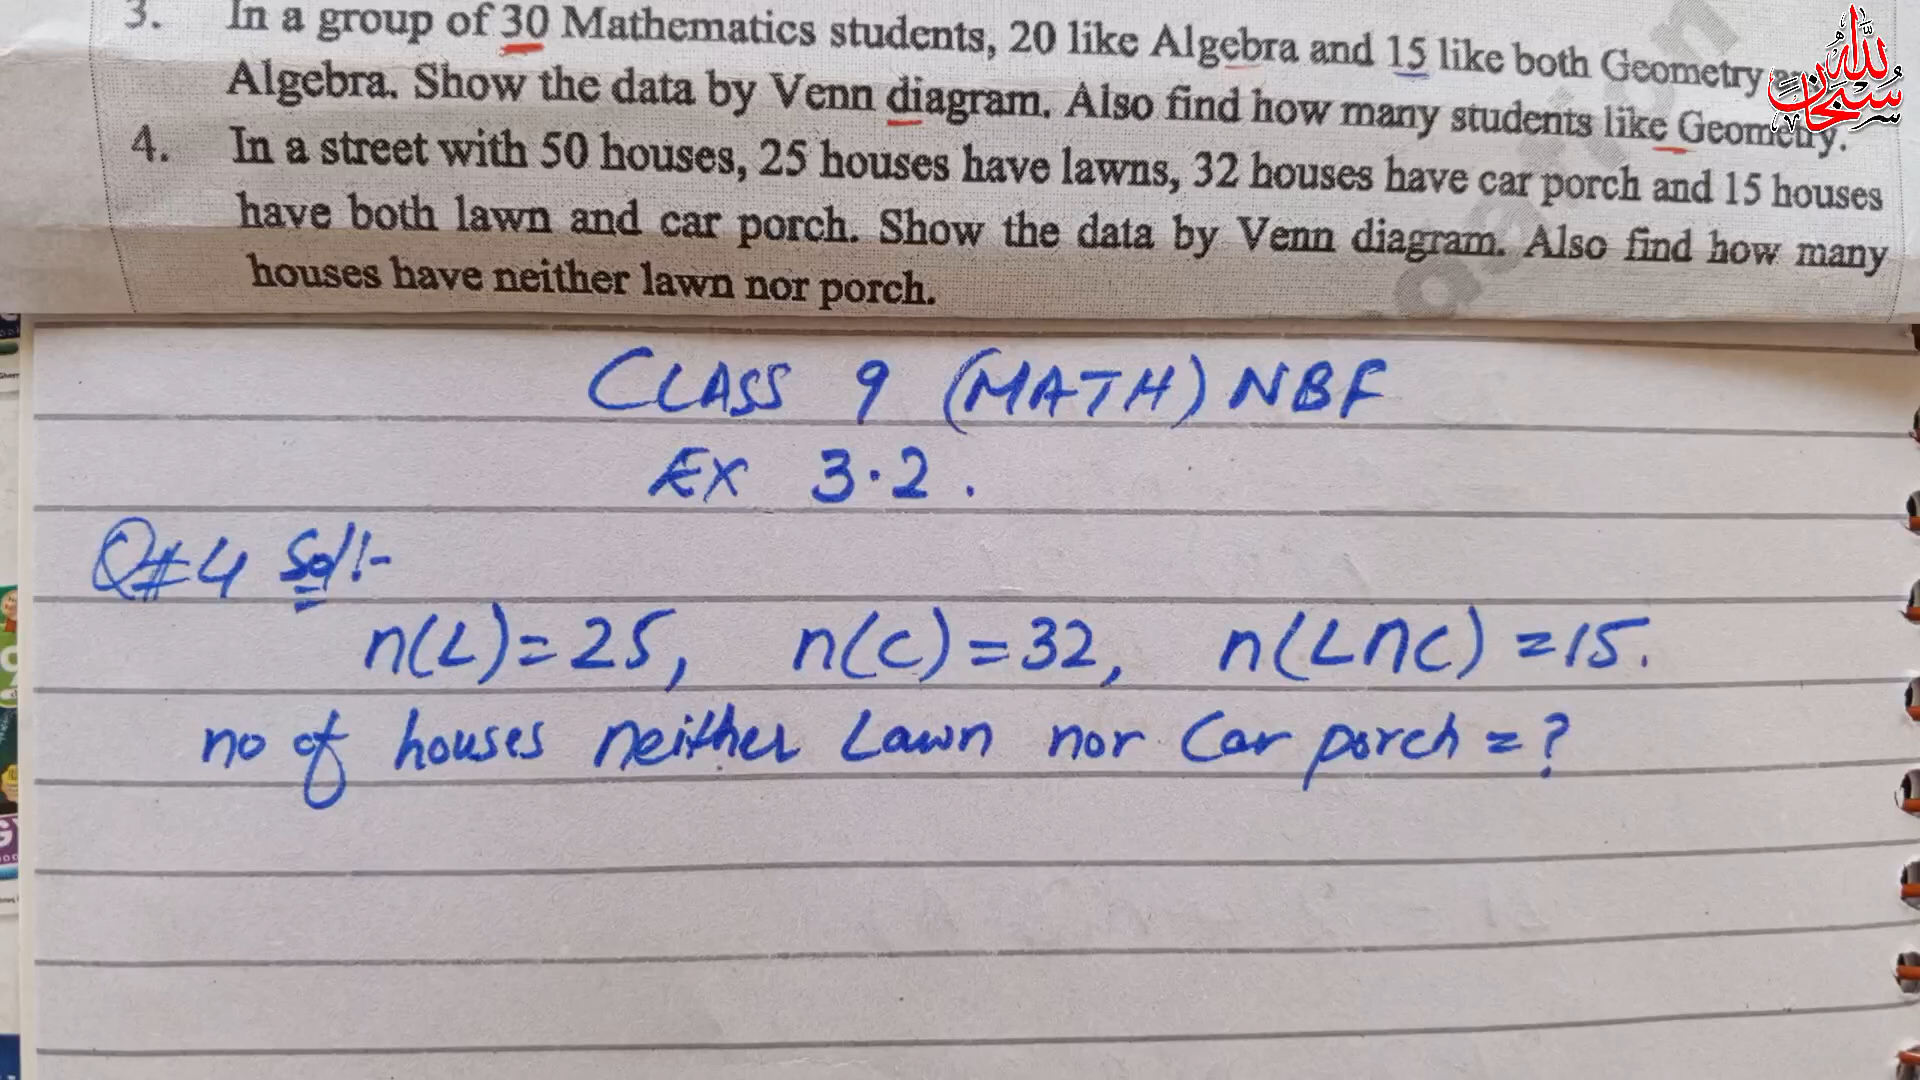 3. In a group of 30 Mathematics students, 20 like Algebra and 15 like both Geometry
Algebra. Show the data by Venn diagram. Also find how many students like Geometry.
4. In a street with 50 houses, 25 houses have lawns, 32 houses have car porch and 15 houses
have both lawn and car porch. Show the data by Venn diagram. Also find how many
houses have neither lawn nor porch.
CLASS 9 (MATH) NBF
EX 3.2.
Q#4 Sol:-
n(L)=25, n(C)=32, n(L∩C)=15.
no of houses neither Lawn nor Car porch=?
سبحان الله